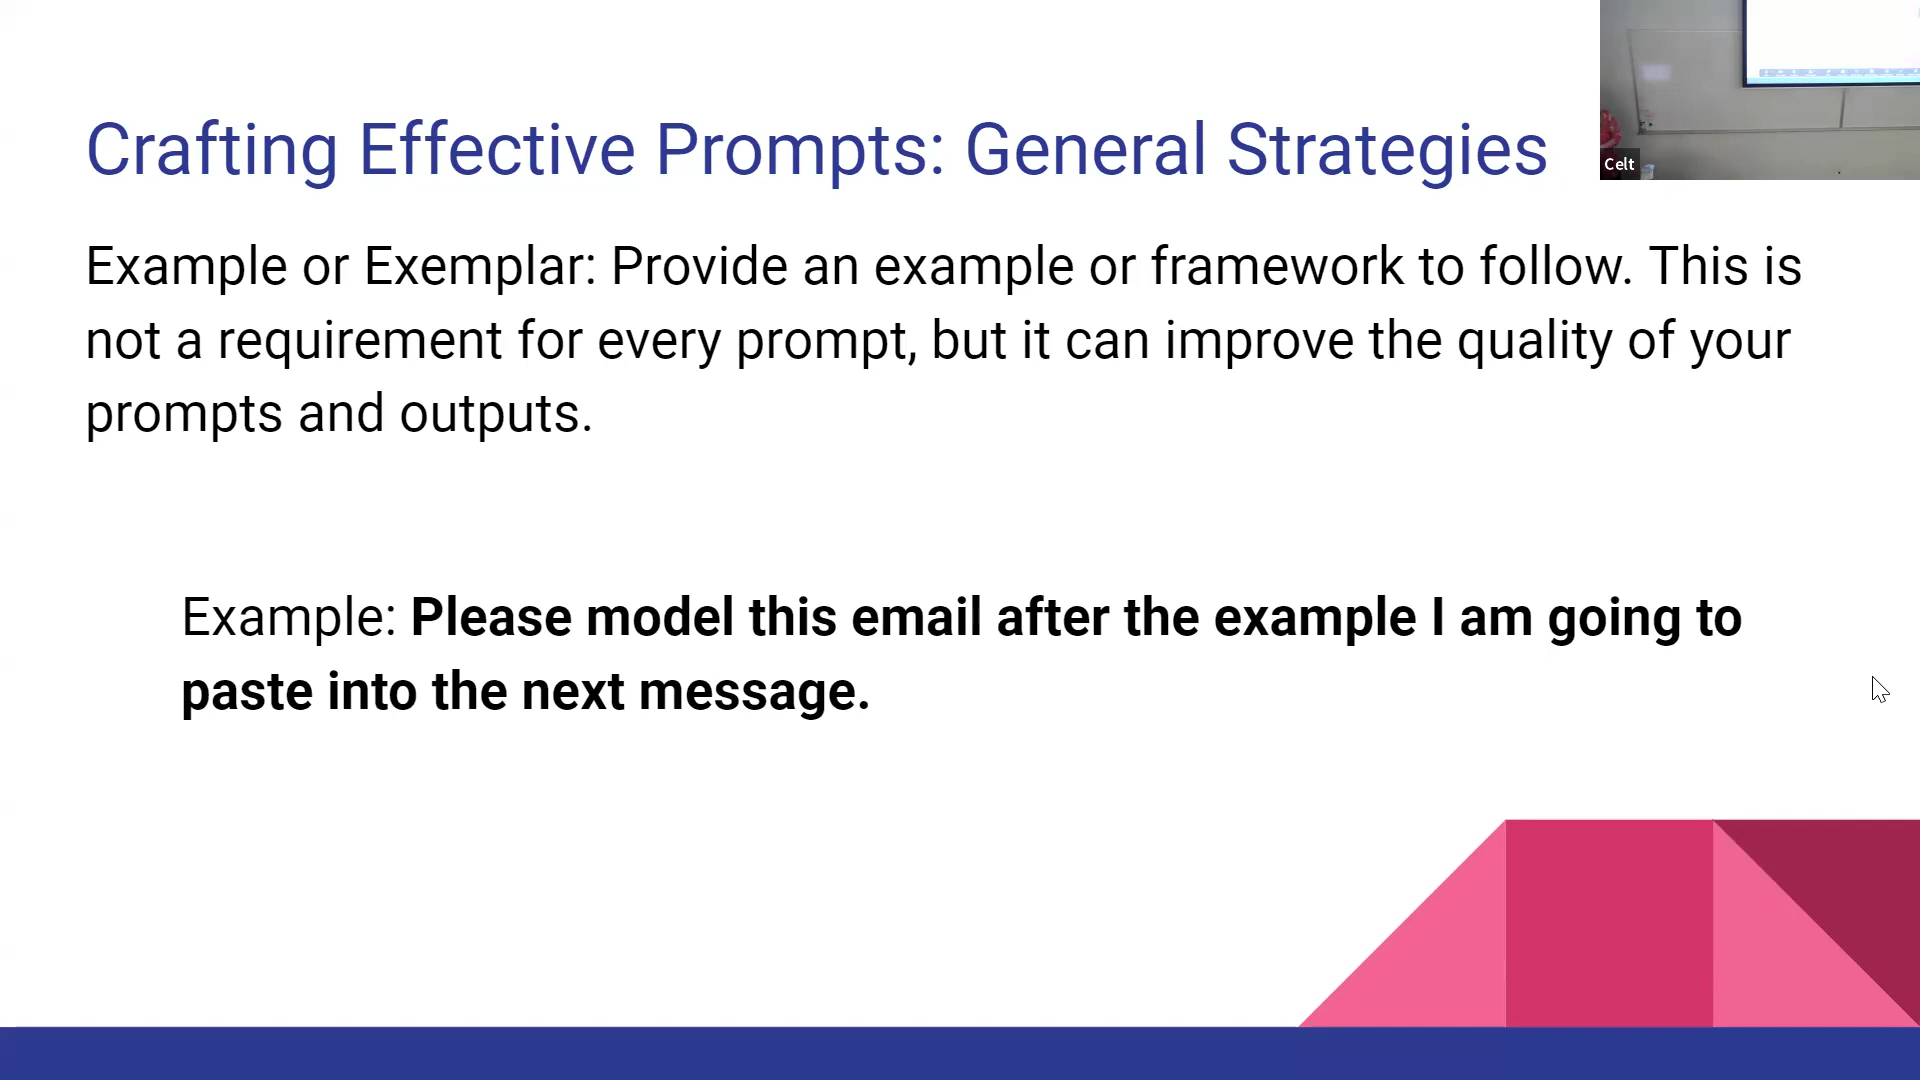 Crafting Effective Prompts: General Strategies
Celt
Example or Exemplar: Provide an example or framework to follow. This is
not a requirement for every prompt, but it can improve the quality of your
prompts and outputs.
Example: Please model this email after the example I am going to
paste into the next message.